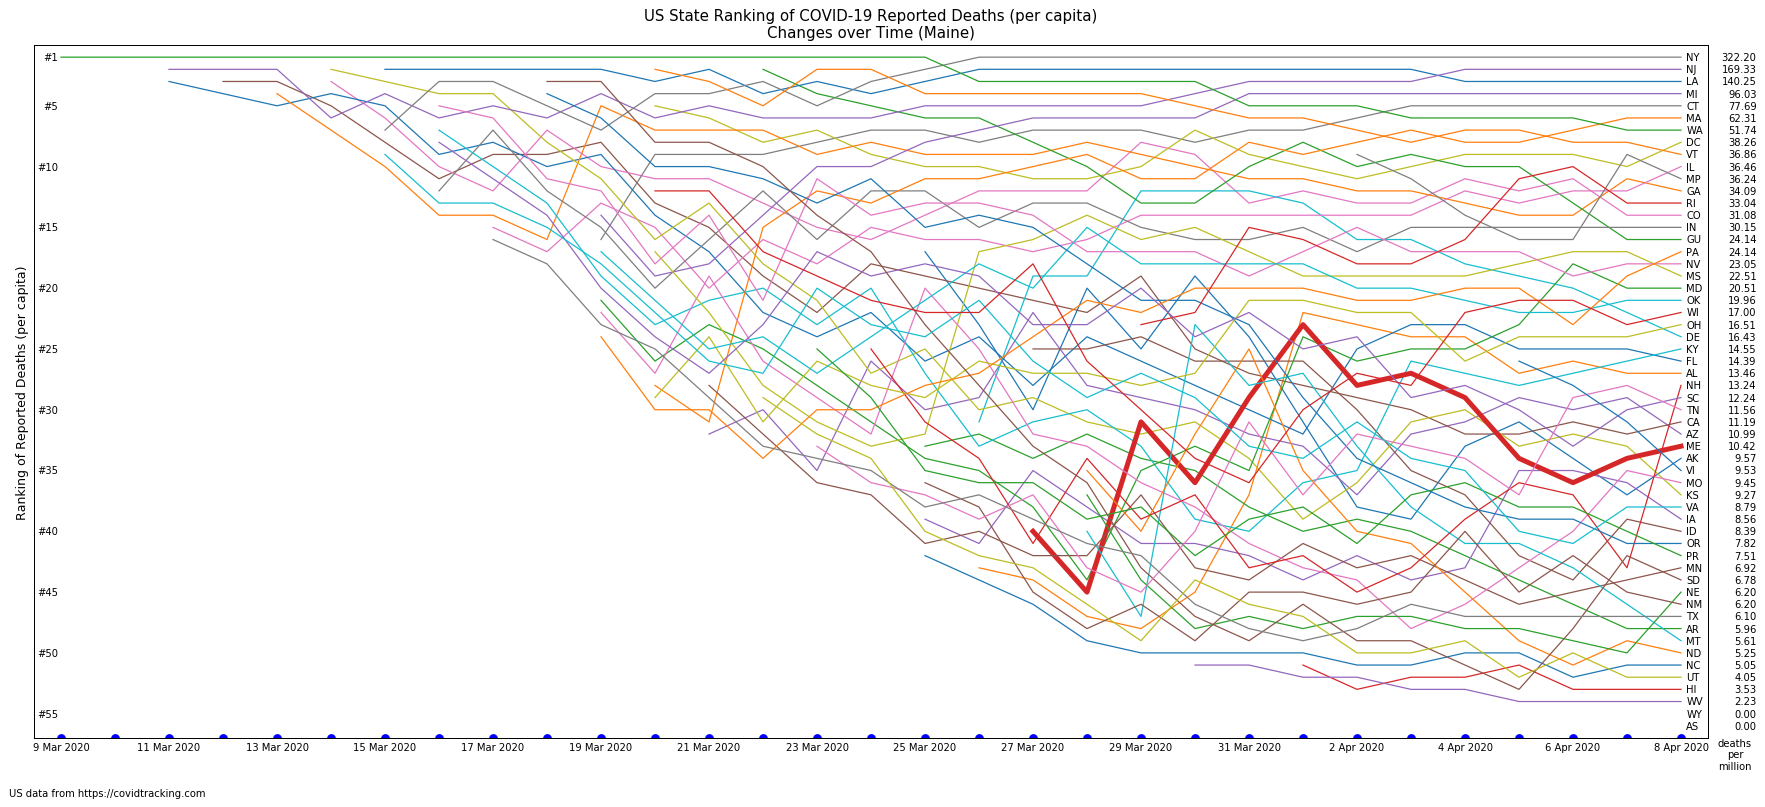 US State Ranking of COVID-19 Reported Deaths (per capita)
Changes over Time (Maine)
Ranking of Reported Deaths (per capita)
#1
#5
#10
#15
#20
#25
#30
#35
#40
#45
#50
#55
NY 322.20
NJ 169.33
LA 140.25
MI 96.03
CT 77.69
MA 62.31
WA 51.74
DC 38.26
VT 36.86
IL 36.46
MP 36.24
GA 34.09
RI 33.04
CO 31.08
IN 30.15
GU 24.14
PA 24.14
NV 23.05
MS 22.51
MD 20.51
OK 19.96
WI 17.00
OH 16.51
DE 16.43
KY 14.55
FL 14.39
AL 13.46
NH 13.24
SC 12.24
TN 11.56
CA 11.19
AZ 10.99
ME 10.42
AK 9.57
VI 9.53
MO 9.45
KS 9.27
VA 8.79
IA 8.56
ID 8.39
OR 7.82
PR 7.51
MN 6.92
SD 6.78
NE 6.20
NM 6.20
TX 6.10
AR 5.96
MT 5.61
ND 5.25
NC 5.05
UT 4.05
HI 3.53
WV 2.23
WY 0.00
AS 0.00
9 Mar 2020 11 Mar 2020 13 Mar 2020 15 Mar 2020 17 Mar 2020 19 Mar 2020 21 Mar 2020 23 Mar 2020 25 Mar 2020 27 Mar 2020 29 Mar 2020 31 Mar 2020 2 Apr 2020 4 Apr 2020 6 Apr 2020 8 Apr 2020
deaths
per
million
US data from https://covidtracking.com